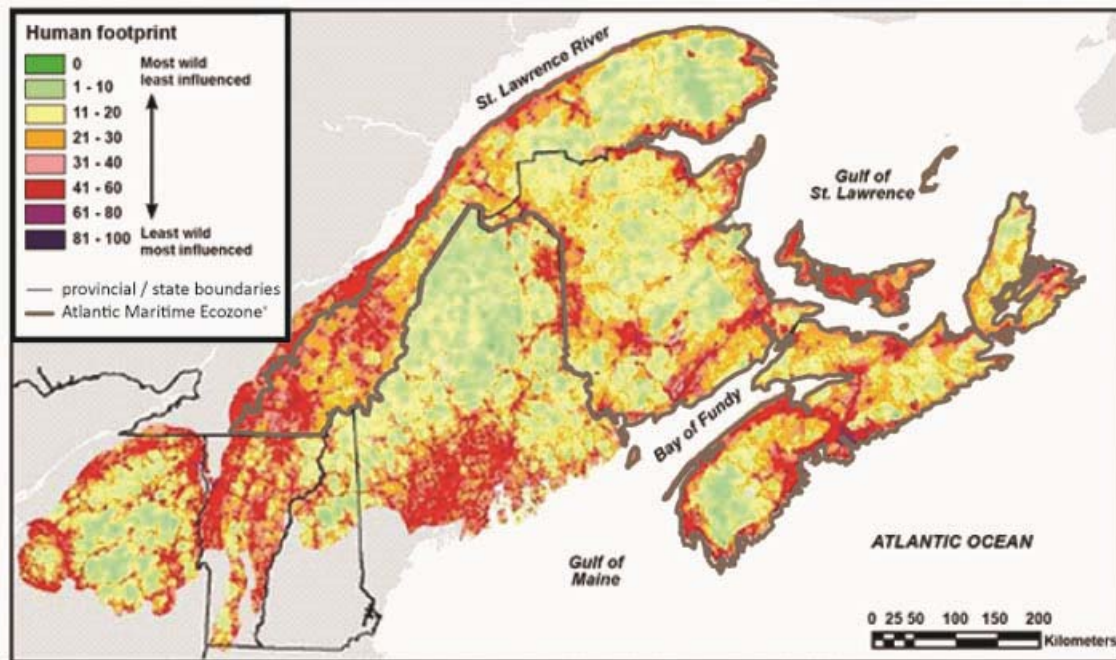 Human footprint
0
1 - 10
11 - 20
21 - 30
31 - 40
41 - 60
61 - 80
81 - 100
Most wild
least influenced
Least wild
most influenced
provincial / state boundaries
Atlantic Maritime Ecozone*
St. Lawrence River
Gulf of
St. Lawrence
Bay of Fundy
Gulf of
Maine
ATLANTIC OCEAN
0 25 50 100 150 200
Kilometers